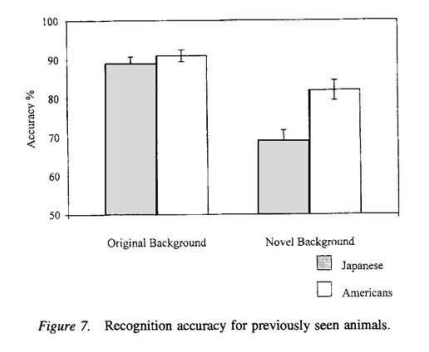 100
90
80
70
60
50
Accuracy %
Original Background Novel Background
Japanese
Americans
Figure 7. Recognition accuracy for previously seen animals.